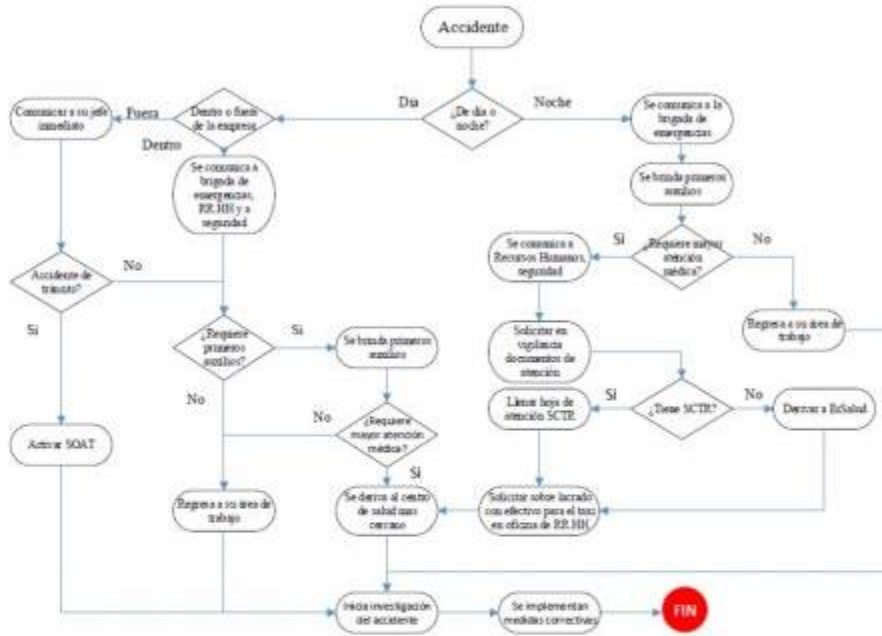 Accidente
Día
¿De día o
noche?
Noche
Comunicar a su jefe
inmediato
Fuera
Dentro o fuera
de la empresa
Dentro
Se comunica a la
brigada de
emergencias
Se comunica a
brigada de
emergencias,
RR.HH y a
seguridad
Se brinda primeros
auxilios
Si
¿Requiere mayor
atención
médica?
No
Se comunica a
Recursos Humanos,
seguridad
Accidente de
tránsito?
No
Si
Regresa a su área de
trabajo
Solicitar en
vigilancia
documentos de
atención
¿Requiere
primeros
auxilios?
Si
Se brinda primeros
auxilios
No
Llenar hoja de
atención SCTR
Si
¿Tiene SCTR?
No
Derivar a EsSalud
Activar SOAT
No
¿Requiere
mayor atención
médica?
Si
Regresa a su área de
trabajo
Se deriva al centro
de salud mas
cercano
Solicitar sobre lacrado
con efectivo para el taxi
en oficina de RR.HH
Inicia investigación
del accidente
Se implementan
medidas correctivas
FIN